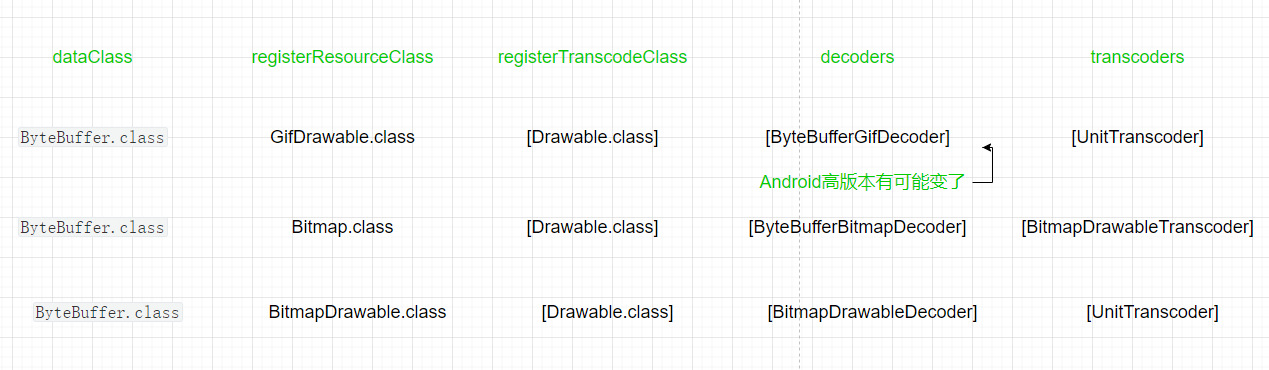 dataClass registerResourceClass registerTranscodeClass decoders transcoders
ByteBuffer.class GifDrawable.class [Drawable.class] [ByteBufferGifDecoder] [UnitTranscoder]
Android高版本有可能变了
ByteBuffer.class Bitmap.class [Drawable.class] [ByteBufferBitmapDecoder] [BitmapDrawableTranscoder]
ByteBuffer.class BitmapDrawable.class [Drawable.class] [BitmapDrawableDecoder] [UnitTranscoder]